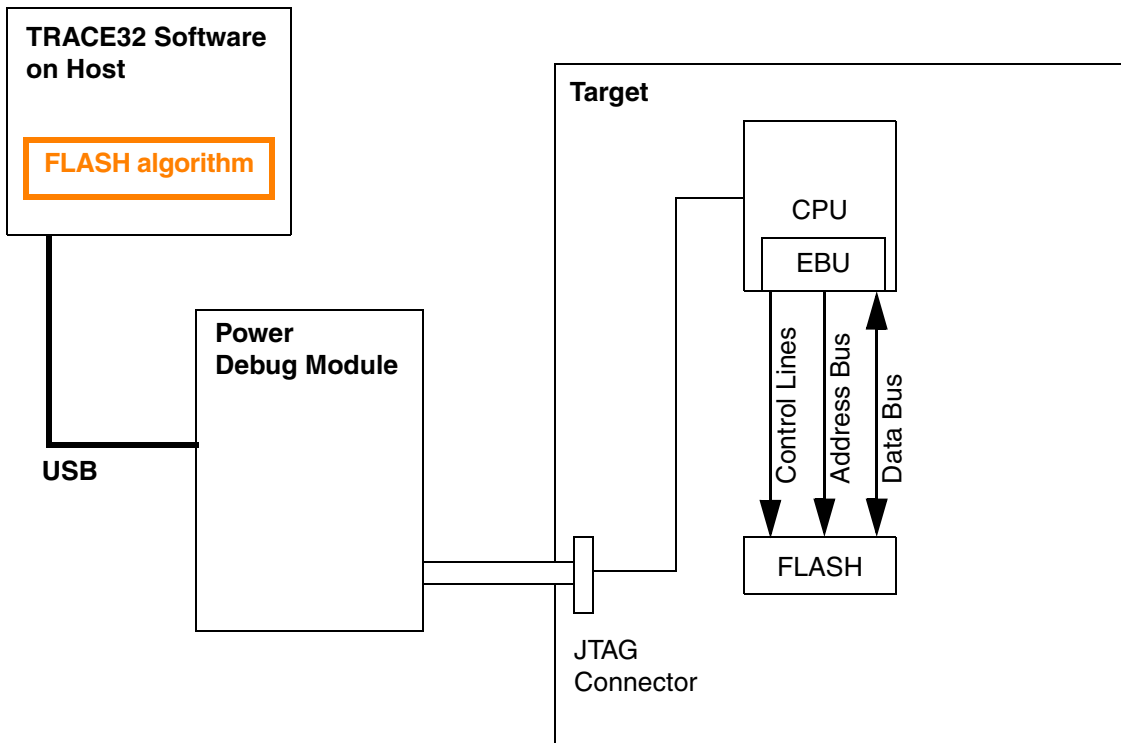 TRACE32 Software
on Host
FLASH algorithm
Target
CPU
EBU
Power
Debug Module
Control Lines
Address Bus
Data Bus
USB
FLASH
JTAG
Connector